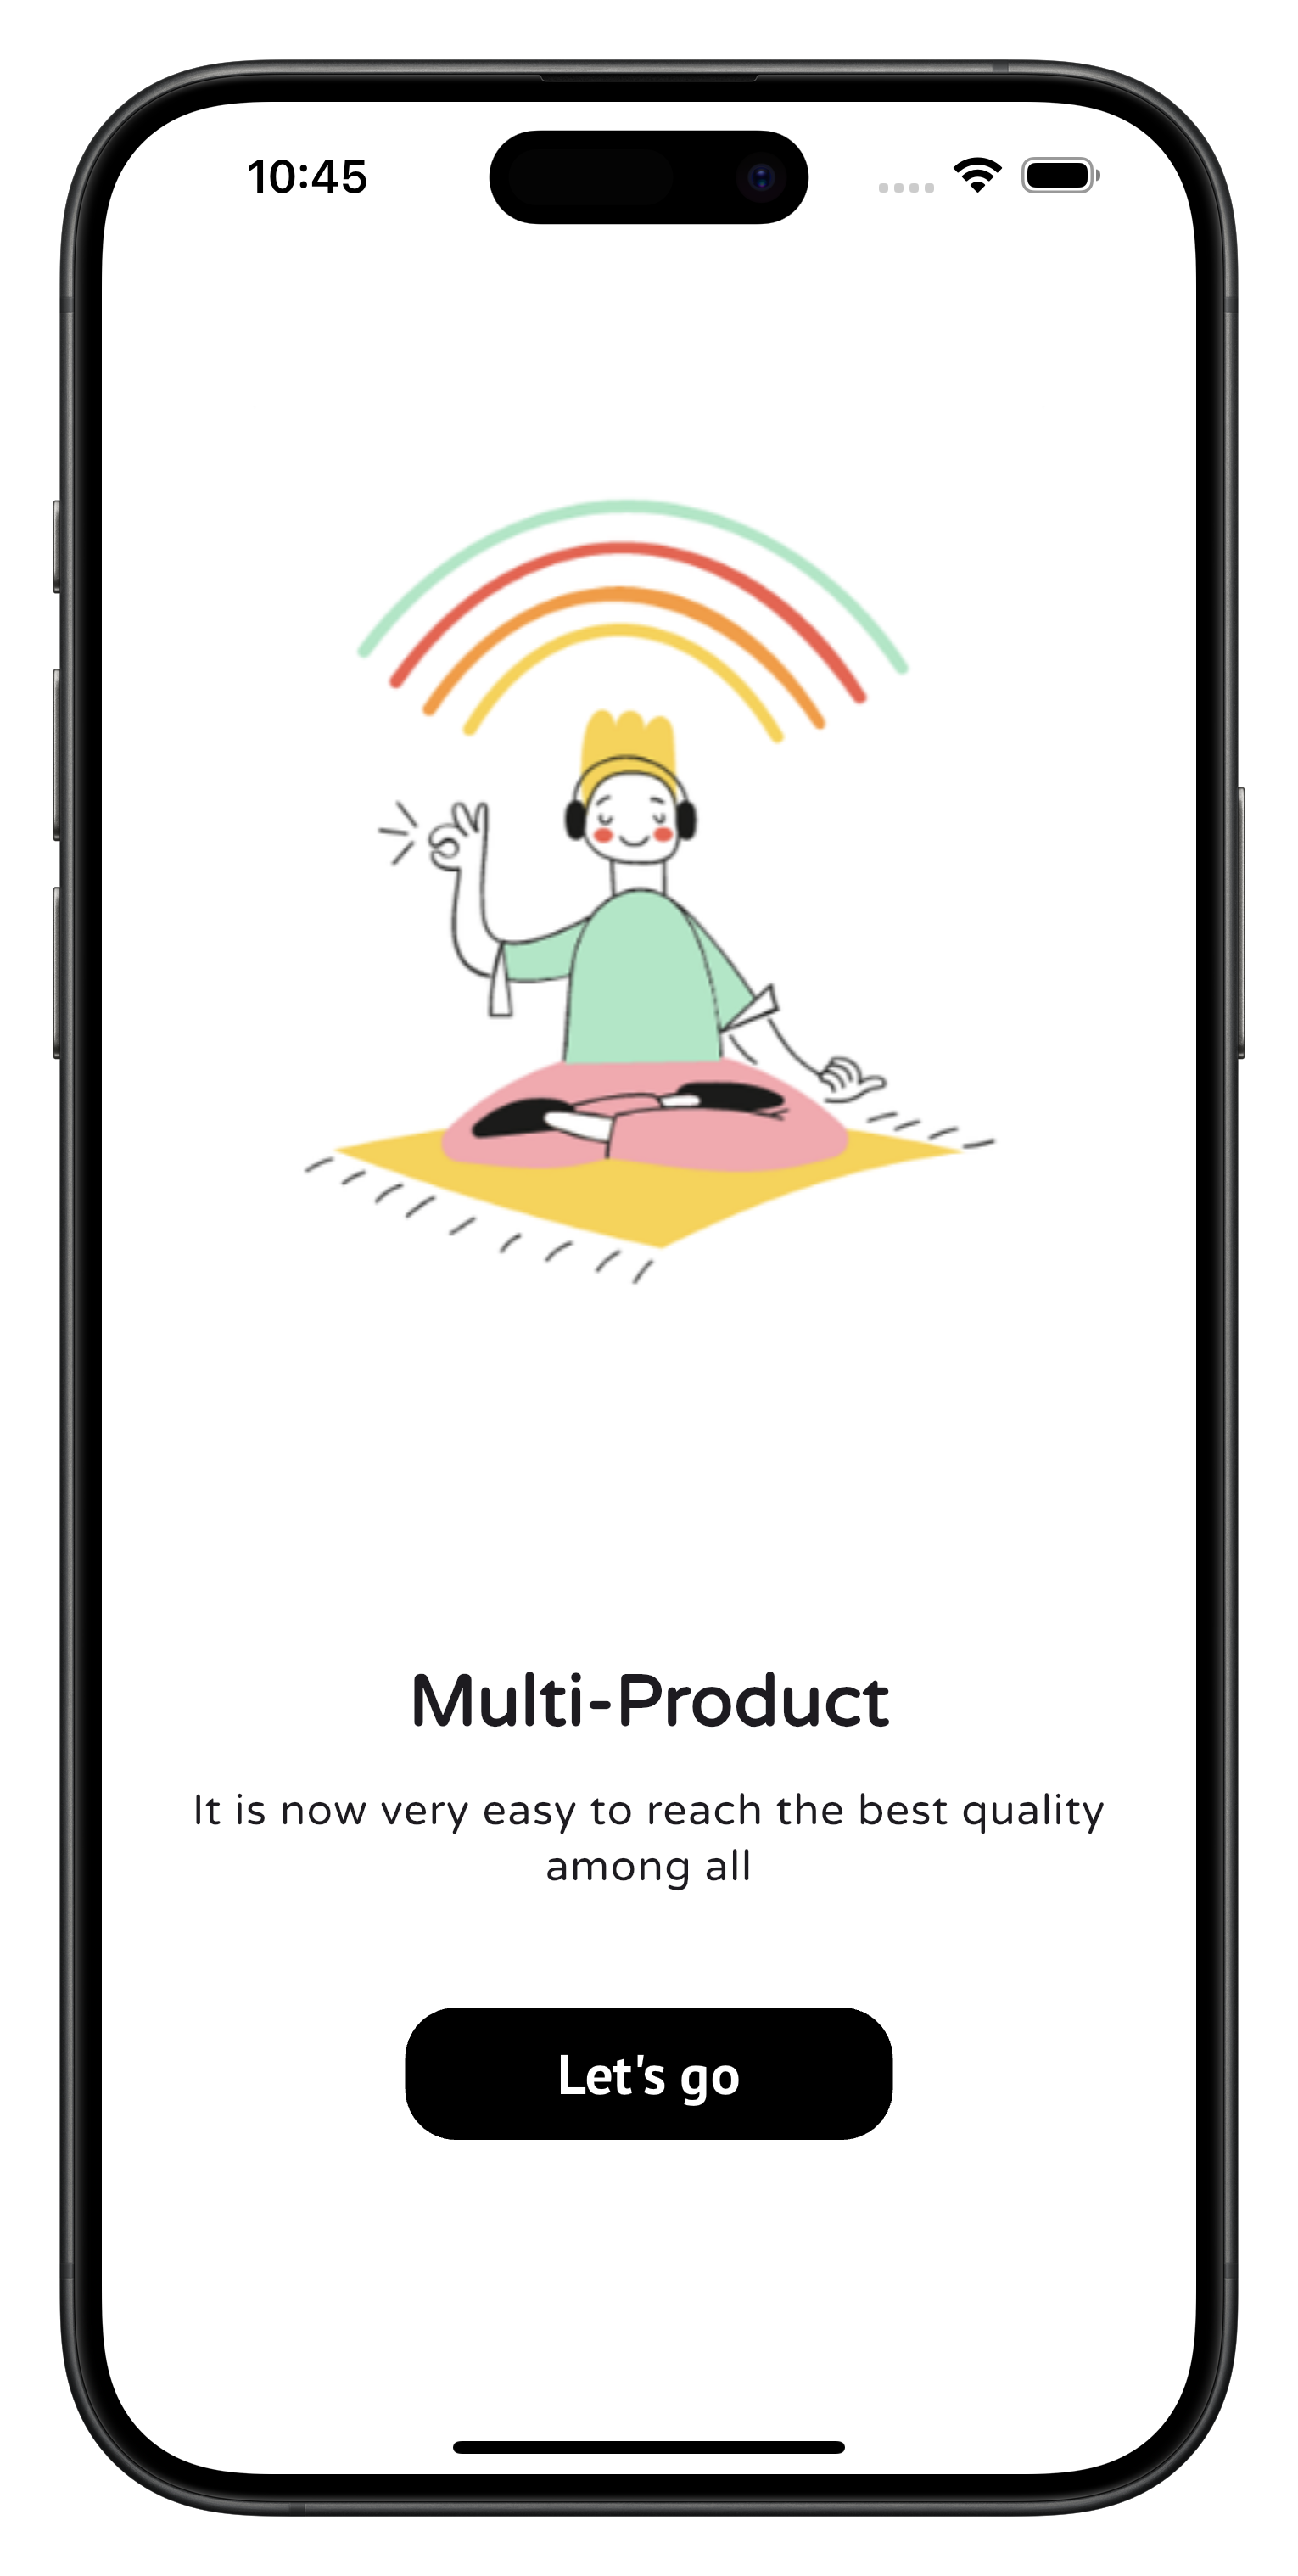 10:45
Multi-Product
It is now very easy to reach the best quality
among all
Let's go